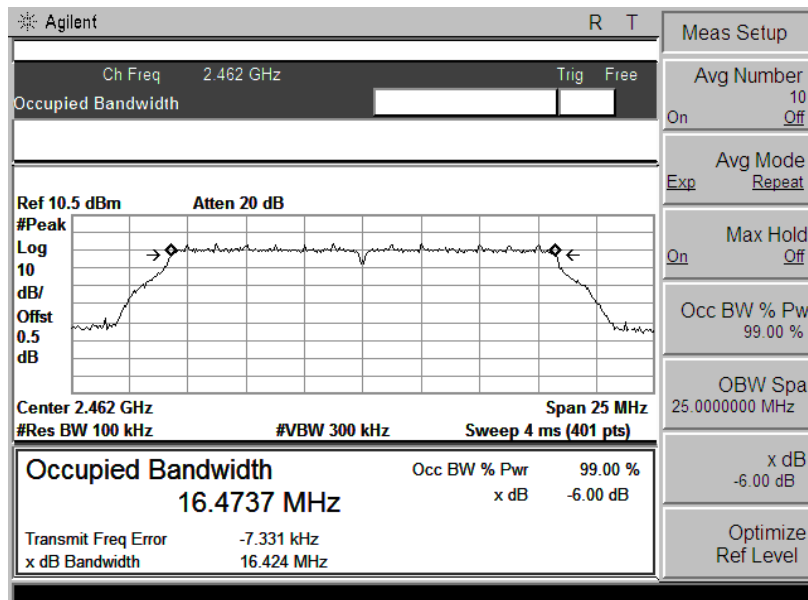 Agilent R T
Ch Freq 2.462 GHz Trig Free
Occupied Bandwidth
Ref 10.5 dBm Atten 20 dB
#Peak
Log
10
dB/
Offst
0.5
dB
Center 2.462 GHz Span 25 MHz
#Res BW 100 kHz #VBW 300 kHz Sweep 4 ms (401 pts)
Occupied Bandwidth Occ BW % Pwr 99.00 %
16.4737 MHz x dB -6.00 dB
Transmit Freq Error -7.331 kHz
x dB Bandwidth 16.424 MHz
Meas Setup
Avg Number
10
On Off
Avg Mode
Exp Repeat
Max Hold
On Off
Occ BW % Pw
99.00 %
OBW Spa
25.0000000 MHz
x dB
-6.00 dB
Optimize
Ref Level